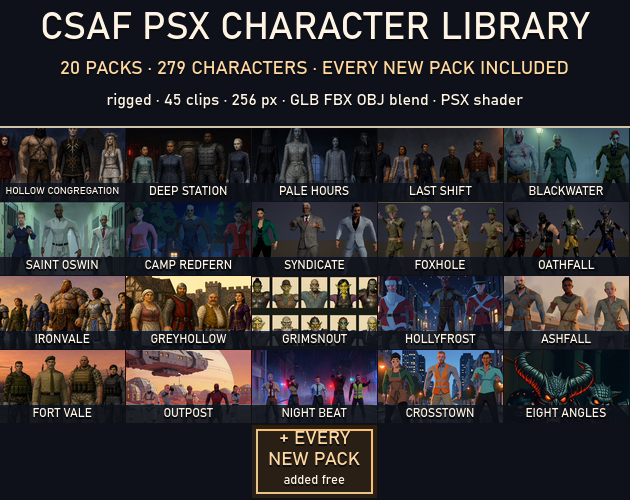 CSAF PSX CHARACTER LIBRARY
20 PACKS · 279 CHARACTERS · EVERY NEW PACK INCLUDED
rigged · 45 clips · 256 px · GLB FBX OBJ blend · PSX shader
HOLLOW CONGREGATION
DEEP STATION
PALE HOURS
LAST SHIFT
BLACKWATER
SAINT OSWIN
CAMP REDFERN
SYNDICATE
FOXHOLE
OATHFALL
IRONVALE
GREYHOLLOW
GRIMSNOUT
HOLLYFROST
ASHFALL
FORT VALE
OUTPOST
NIGHT BEAT
CROSSTOWN
EIGHT ANGLES
+ EVERY
NEW PACK
added free